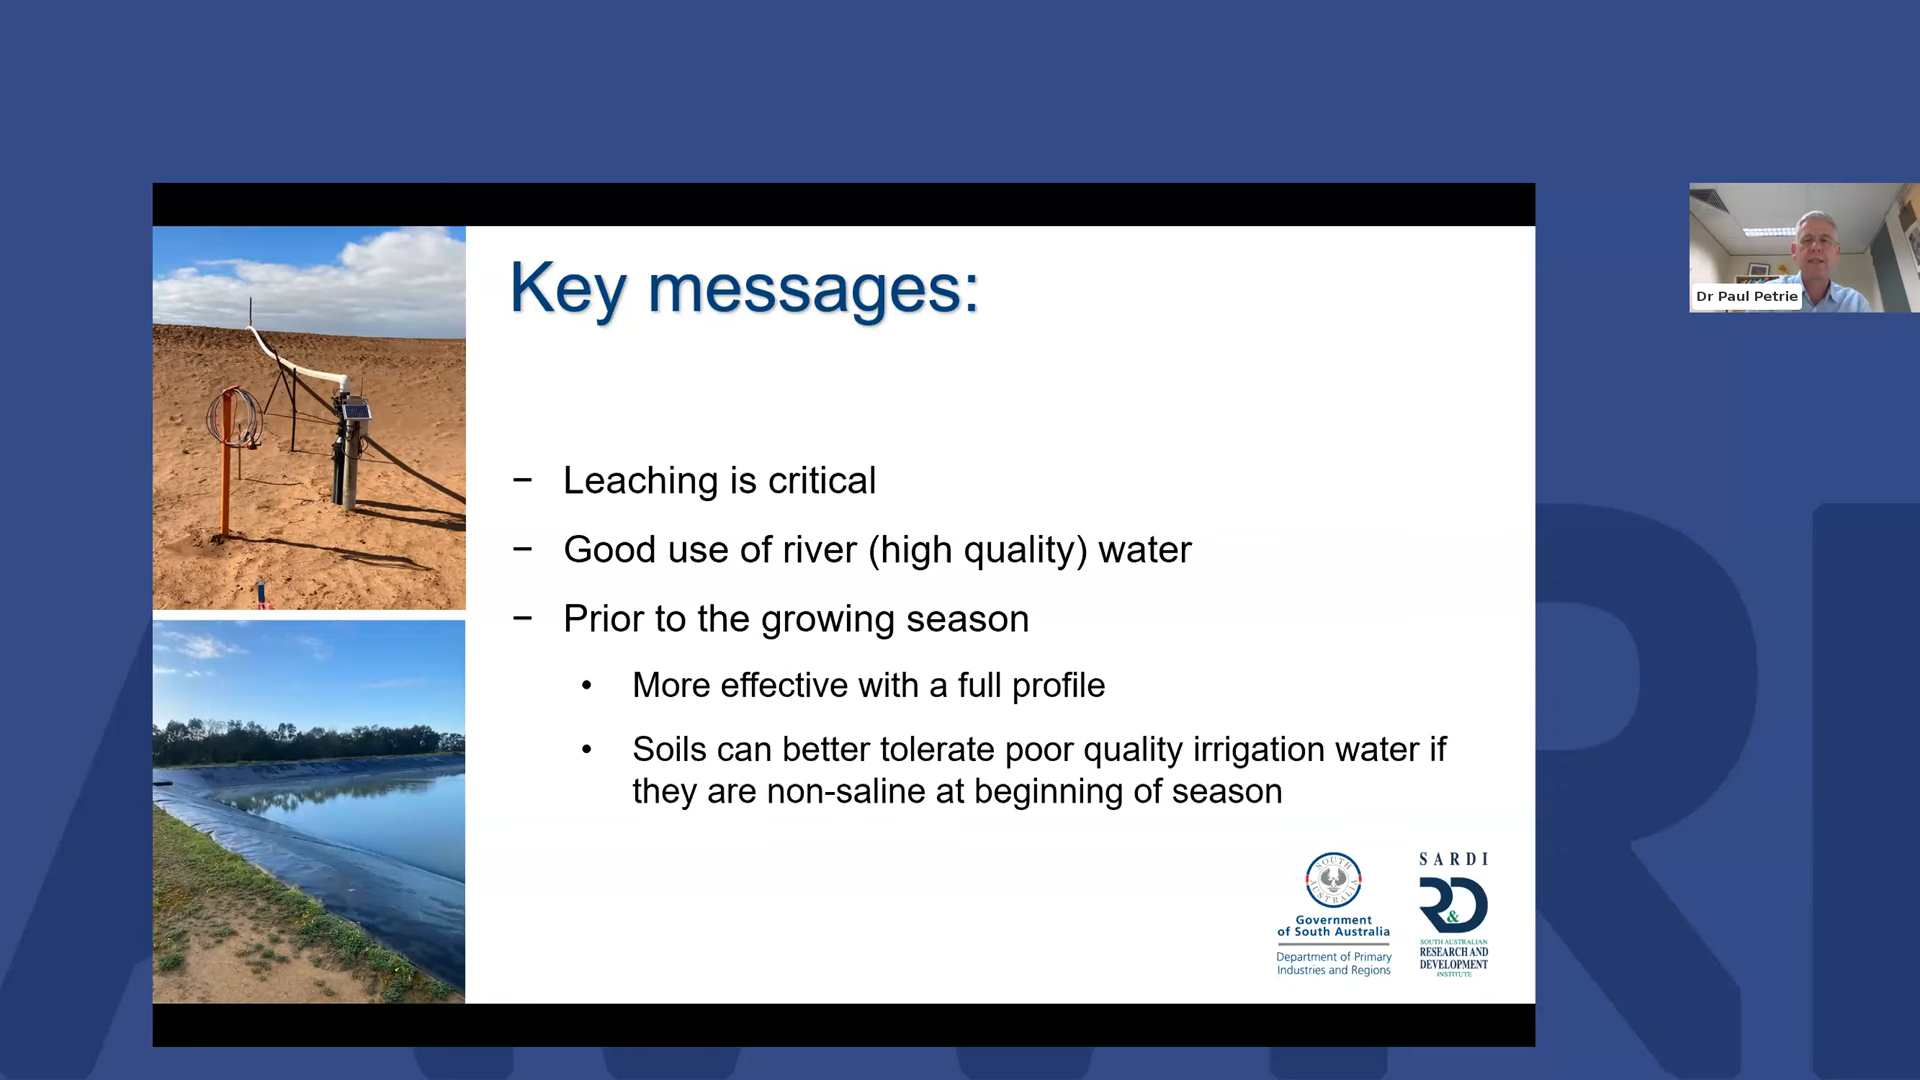 Key messages:
− Leaching is critical
− Good use of river (high quality) water
− Prior to the growing season
• More effective with a full profile
• Soils can better tolerate poor quality irrigation water if
they are non-saline at beginning of season
SOUTH AUSTRALIA
Government
of South Australia
Department of Primary
Industries and Regions
SARDI
R&D
SOUTH AUSTRALIAN
RESEARCH AND
DEVELOPMENT
INSTITUTE
Dr Paul Petrie